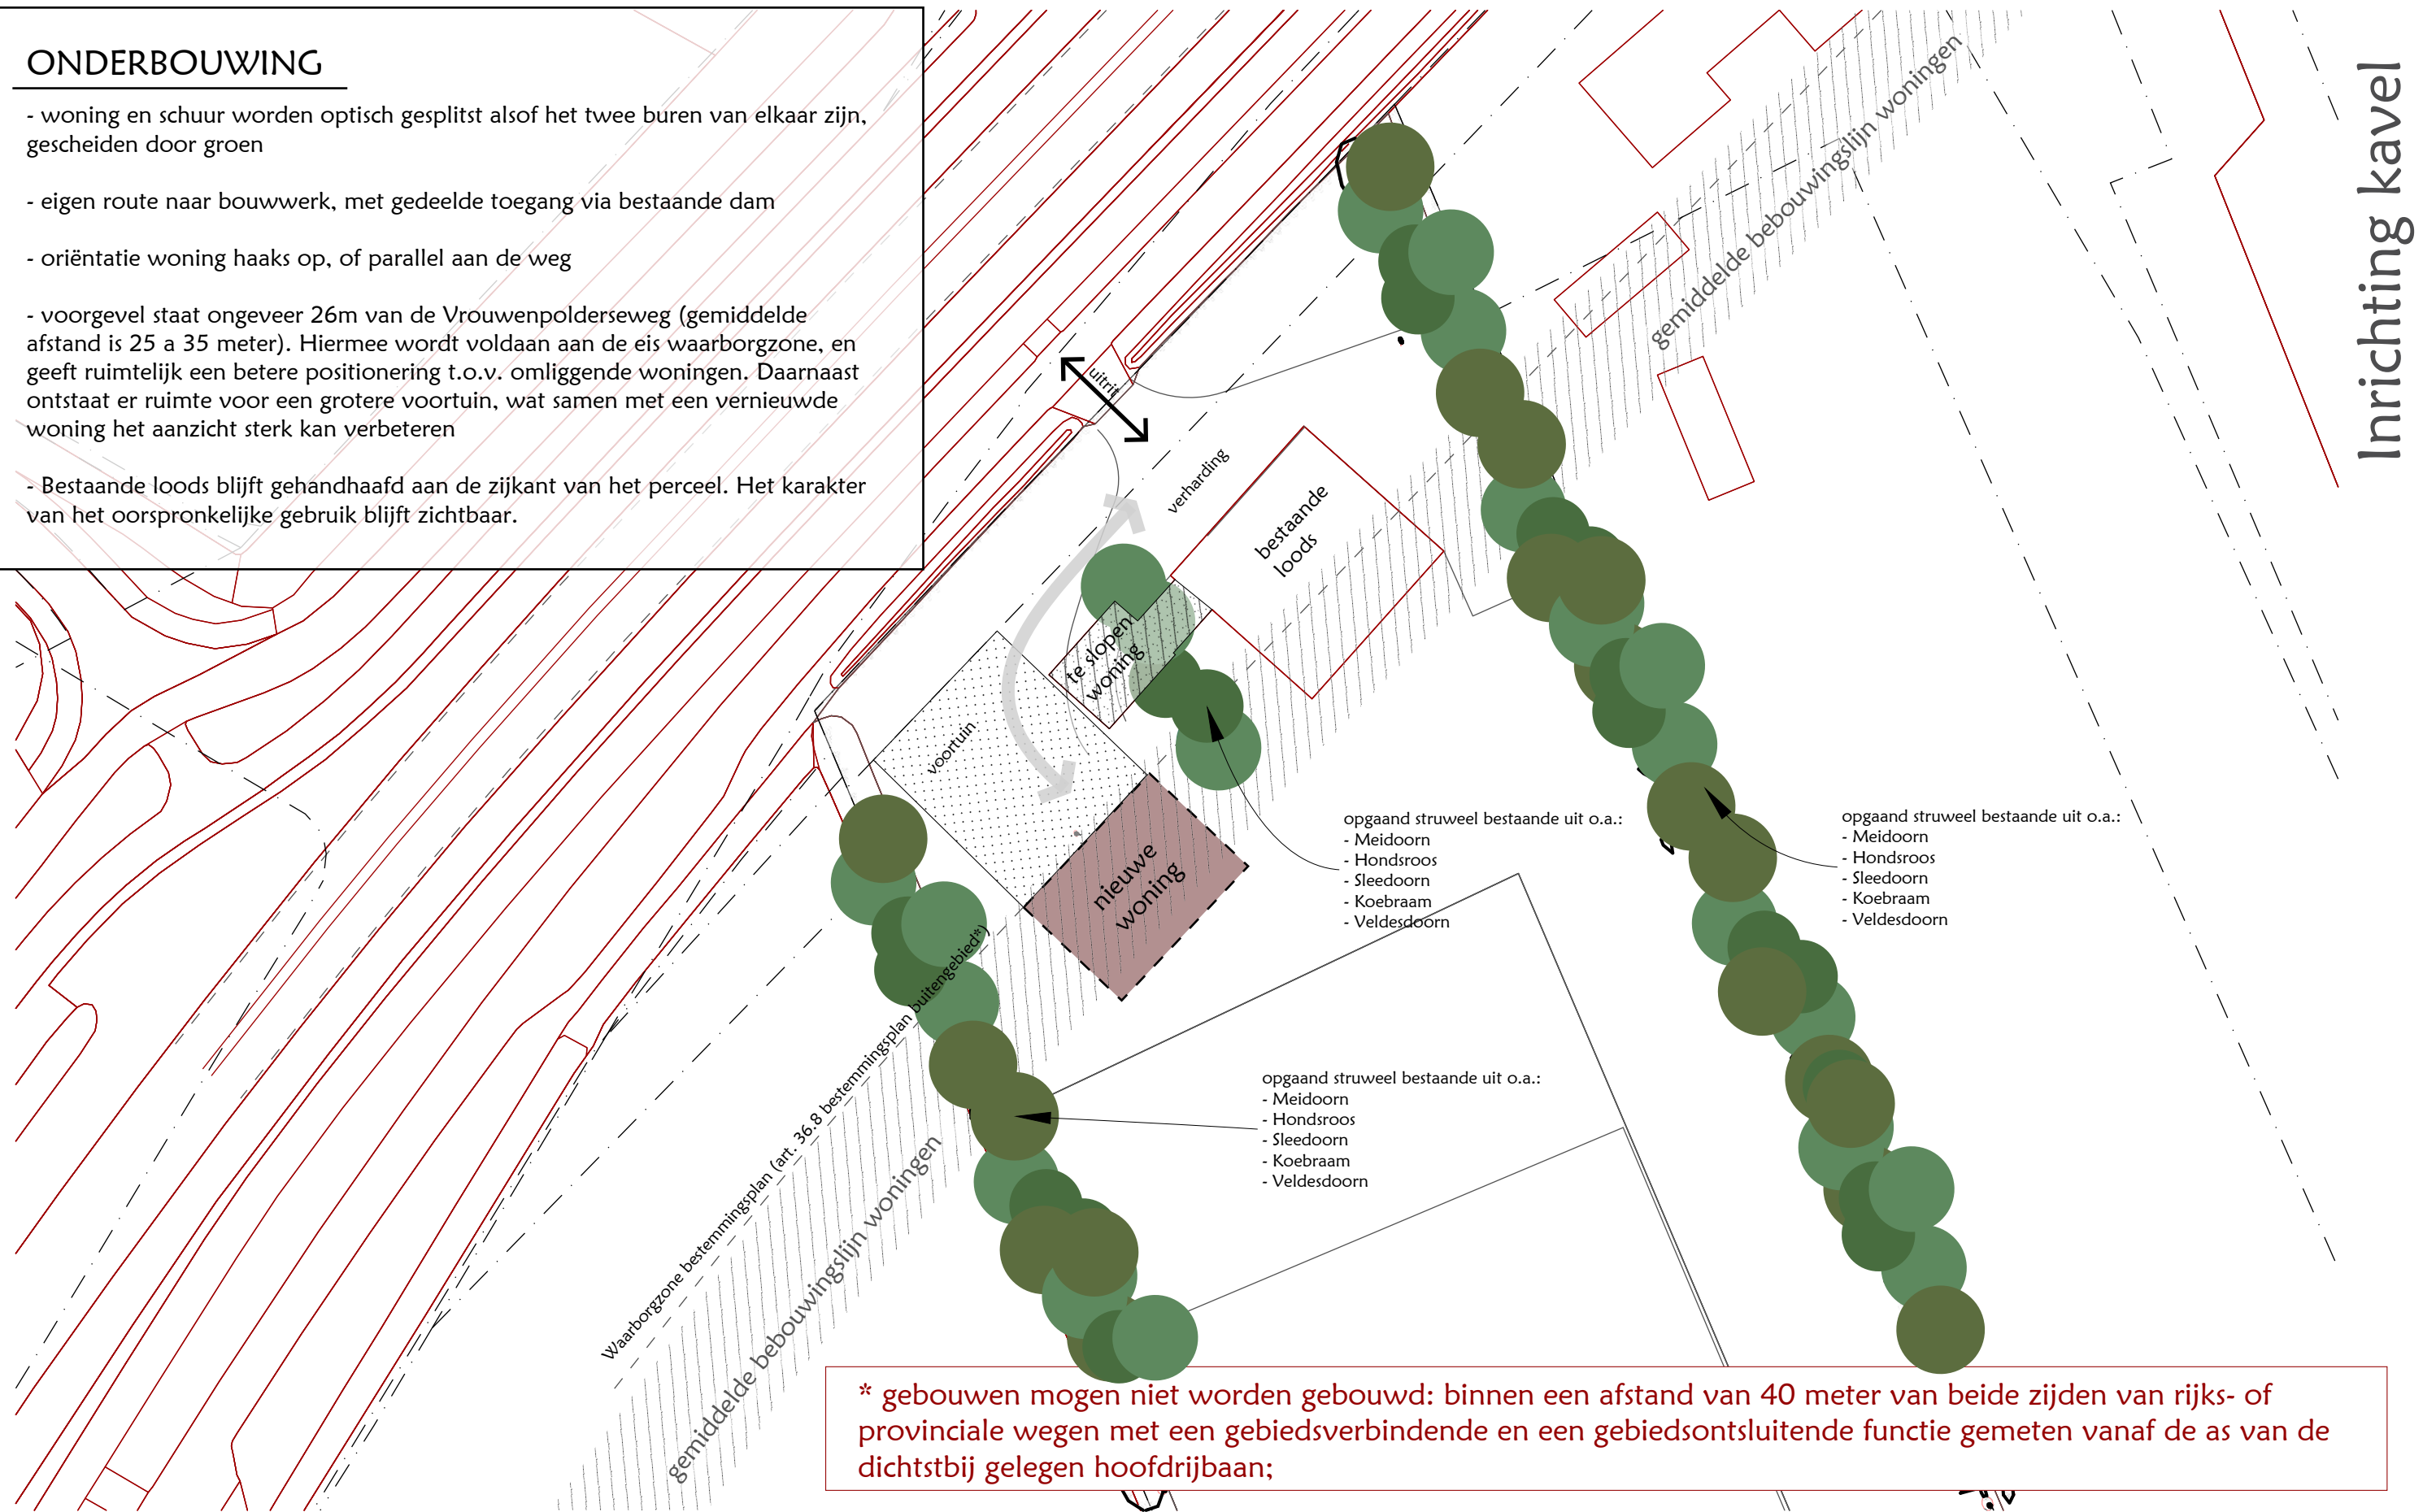 ONDERBOUWING
- woning en schuur worden optisch gesplitst alsof het twee buren van elkaar zijn,
gescheiden door groen
- eigen route naar bouwwerk, met gedeelde toegang via bestaande dam
- oriëntatie woning haaks op, of parallel aan de weg
- voorgevel staat ongeveer 26m van de Vrouwenpolderseweg (gemiddelde
afstand is 25 a 35 meter). Hiermee wordt voldaan aan de eis waarborgzone, en
geeft ruimtelijk een betere positionering t.o.v. omliggende woningen. Daarnaast
ontstaat er ruimte voor een grotere voortuin, wat samen met een vernieuwde
woning het aanzicht sterk kan verbeteren
- Bestaande loods blijft gehandhaafd aan de zijkant van het perceel. Het karakter
van het oorspronkelijke gebruik blijft zichtbaar.
Inrichting kavel
gemiddelde bebouwingslijn woningen
uitrit
verharding
bestaande
loods
te slopen
woning
voortuin
nieuwe
woning
opgaand struweel bestaande uit o.a.:
- Meidoorn
- Hondsroos
- Sleedoorn
- Koebraam
- Veldesdoorn
opgaand struweel bestaande uit o.a.:
- Meidoorn
- Hondsroos
- Sleedoorn
- Koebraam
- Veldesdoorn
opgaand struweel bestaande uit o.a.:
- Meidoorn
- Hondsroos
- Sleedoorn
- Koebraam
- Veldesdoorn
Waarborgzone bestemmingsplan (art. 36.8 bestemmingsplan buitengebied*)
gemiddelde bebouwingslijn woningen
* gebouwen mogen niet worden gebouwd: binnen een afstand van 40 meter van beide zijden van rijks- of
provinciale wegen met een gebiedsverbindende en een gebiedsontsluitende functie gemeten vanaf de as van de
dichtstbij gelegen hoofdrijbaan;